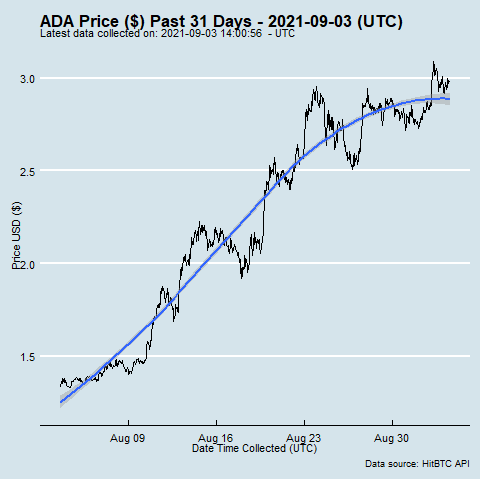 ADA Price ($) Past 31 Days - 2021-09-03 (UTC)
Latest data collected on: 2021-09-03 14:00:56  - UTC
3.0
2.5
2.0
1.5
Price USD ($)
Aug 09
Aug 16
Aug 23
Aug 30
Date Time Collected (UTC)
Data source: HitBTC API